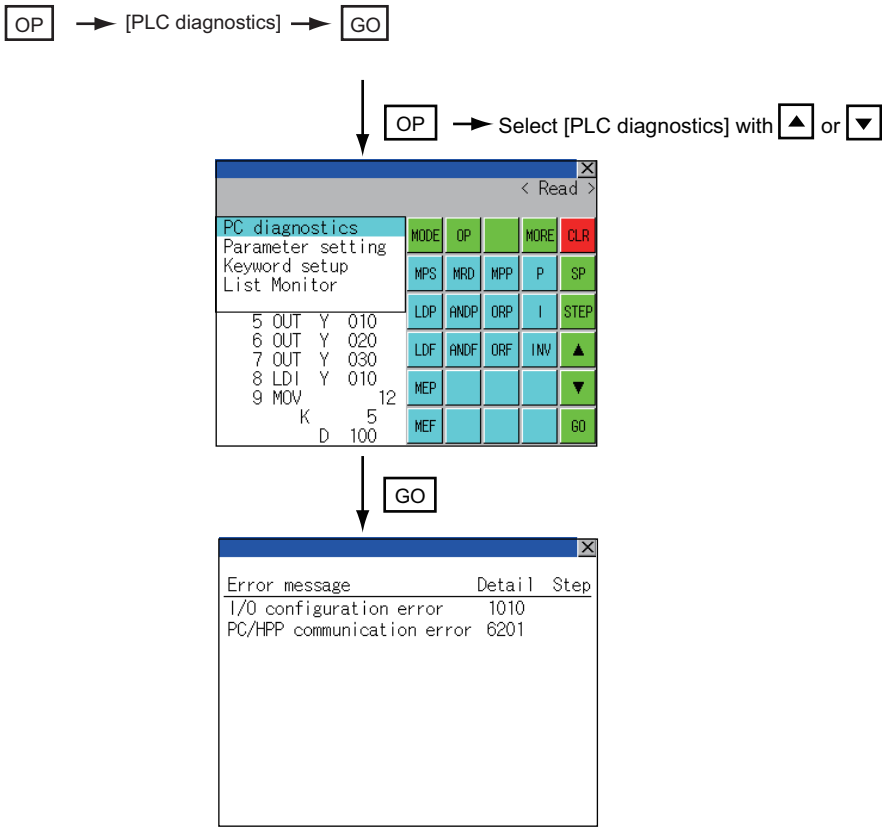 OP [PLC diagnostics] GO
OP Select [PLC diagnostics] with ▲ or ▼
< Read >
PC diagnostics
Parameter setting
Keyword setup
List Monitor
5 OUT Y 010
6 OUT Y 020
7 OUT Y 030
8 LDI Y 010
9 MOV 12
K 5
D 100
MODE OP MORE CLR
MPS MRD MPP P SP
LDP ANDP ORP I STEP
LDF ANDF ORF INV ▲
MEP ▼
MEF GO
GO
Error message Detail Step
I/O configuration error 1010
PC/HPP communication error 6201